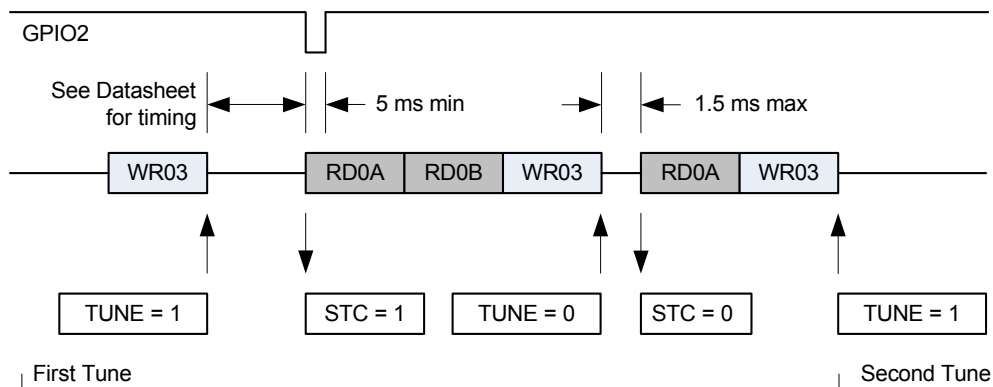 GPIO2
See Datasheet
for timing
5 ms min
1.5 ms max
WR03
RD0A
RD0B
WR03
RD0A
WR03
TUNE = 1
STC = 1
TUNE = 0
STC = 0
TUNE = 1
First Tune
Second Tune